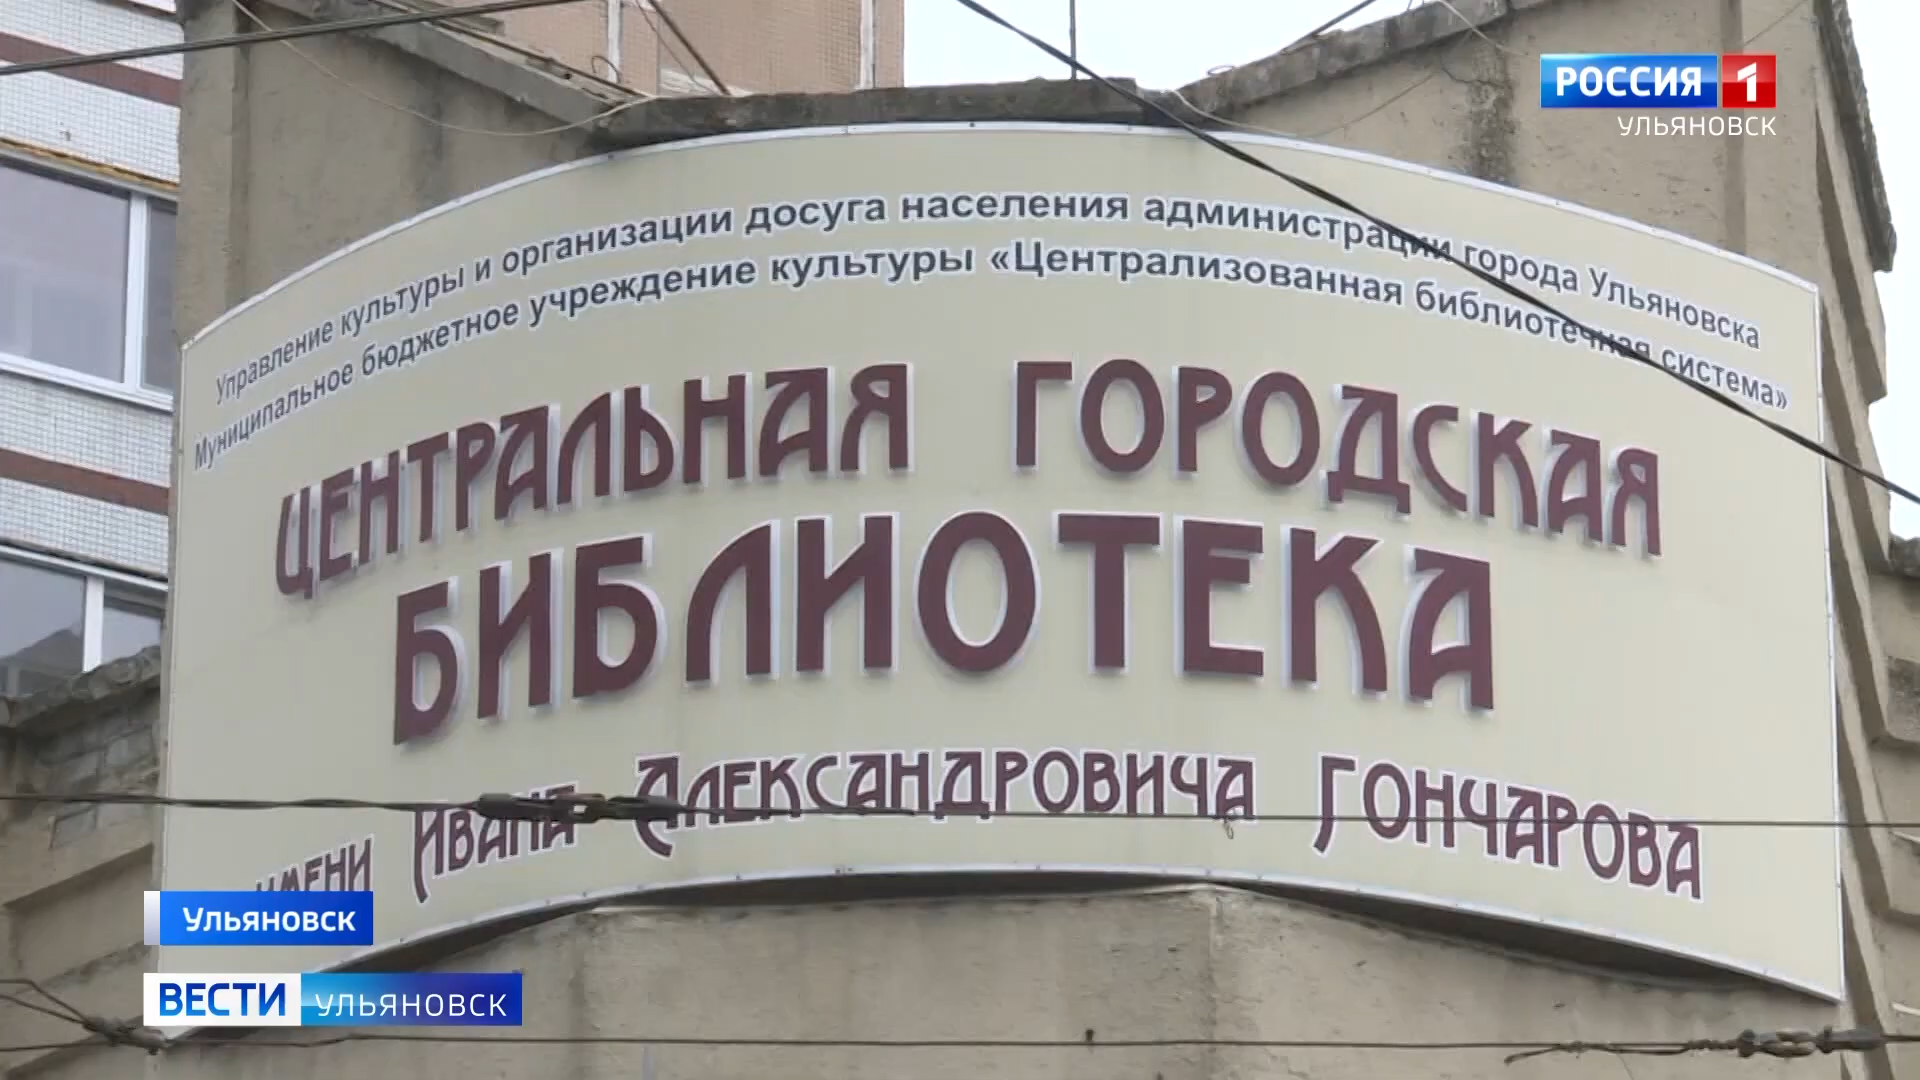 РОССИЯ 1
УЛЬЯНОВСК
Управление культуры и организации досуга населения администрации города Ульяновска
Муниципальное бюджетное учреждение культуры «Централизованная библиотечная система»
ЦЕНТРАЛЬНАЯ ГОРОДСКАЯ
БИБЛИОТЕКА
имени Ивана Александровича Гончарова
Ульяновск
ВЕСТИ УЛЬЯНОВСК